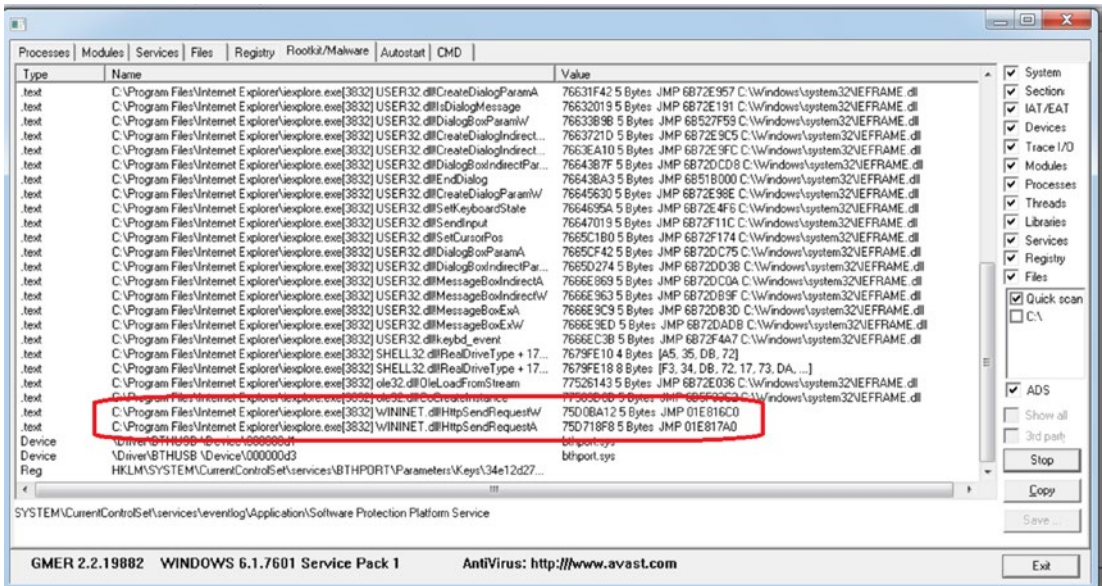 Processes Modules Services Files Registry Rootkit/Malware Autostart CMD
Type Name Value
.text C:\Program Files\Internet Explorer\iexplore.exe[3832] USER32.dll!CreateDialogParamA 76631F42 5 Bytes JMP 6B72E957 C:\Windows\system32\IEFRAME.dll
.text C:\Program Files\Internet Explorer\iexplore.exe[3832] USER32.dll!IsDialogMessage 76632019 5 Bytes JMP 6B72E191 C:\Windows\system32\IEFRAME.dll
.text C:\Program Files\Internet Explorer\iexplore.exe[3832] USER32.dll!DialogBoxParamW 76633B9B 5 Bytes JMP 6B527F59 C:\Windows\system32\IEFRAME.dll
.text C:\Program Files\Internet Explorer\iexplore.exe[3832] USER32.dll!CreateDialogIndirect... 7663721D 5 Bytes JMP 6B72E9C5 C:\Windows\system32\IEFRAME.dll
.text C:\Program Files\Internet Explorer\iexplore.exe[3832] USER32.dll!CreateDialogIndirect... 7663EA10 5 Bytes JMP 6B72E9FC C:\Windows\system32\IEFRAME.dll
.text C:\Program Files\Internet Explorer\iexplore.exe[3832] USER32.dll!DialogBoxIndirectPar... 76643B7F 5 Bytes JMP 6B72DCD8 C:\Windows\system32\IEFRAME.dll
.text C:\Program Files\Internet Explorer\iexplore.exe[3832] USER32.dll!EndDialog 76643BA3 5 Bytes JMP 6B51B000 C:\Windows\system32\IEFRAME.dll
.text C:\Program Files\Internet Explorer\iexplore.exe[3832] USER32.dll!CreateDialogParamW 76645630 5 Bytes JMP 6B72E98E C:\Windows\system32\IEFRAME.dll
.text C:\Program Files\Internet Explorer\iexplore.exe[3832] USER32.dll!SetKeyboardState 7664695A 5 Bytes JMP 6B72E4F6 C:\Windows\system32\IEFRAME.dll
.text C:\Program Files\Internet Explorer\iexplore.exe[3832] USER32.dll!SendInput 76647019 5 Bytes JMP 6B72F11C C:\Windows\system32\IEFRAME.dll
.text C:\Program Files\Internet Explorer\iexplore.exe[3832] USER32.dll!SetCursorPos 7665C1B0 5 Bytes JMP 6B72F174 C:\Windows\system32\IEFRAME.dll
.text C:\Program Files\Internet Explorer\iexplore.exe[3832] USER32.dll!DialogBoxParamA 7665CF42 5 Bytes JMP 6B72DC75 C:\Windows\system32\IEFRAME.dll
.text C:\Program Files\Internet Explorer\iexplore.exe[3832] USER32.dll!DialogBoxIndirectPar... 7665D274 5 Bytes JMP 6B72DD3B C:\Windows\system32\IEFRAME.dll
.text C:\Program Files\Internet Explorer\iexplore.exe[3832] USER32.dll!MessageBoxIndirectA 7666E869 5 Bytes JMP 6B72DC0A C:\Windows\system32\IEFRAME.dll
.text C:\Program Files\Internet Explorer\iexplore.exe[3832] USER32.dll!MessageBoxIndirectW 7666E963 5 Bytes JMP 6B72DB9F C:\Windows\system32\IEFRAME.dll
.text C:\Program Files\Internet Explorer\iexplore.exe[3832] USER32.dll!MessageBoxExA 7666E9C9 5 Bytes JMP 6B72DB3D C:\Windows\system32\IEFRAME.dll
.text C:\Program Files\Internet Explorer\iexplore.exe[3832] USER32.dll!MessageBoxExW 7666E9ED 5 Bytes JMP 6B72DADB C:\Windows\system32\IEFRAME.dll
.text C:\Program Files\Internet Explorer\iexplore.exe[3832] USER32.dll!keybd_event 7666EC3B 5 Bytes JMP 6B72F4A7 C:\Windows\system32\IEFRAME.dll
.text C:\Program Files\Internet Explorer\iexplore.exe[3832] SHELL32.dll!RealDriveType + 17... 7679FE10 4 Bytes [A5, 35, DB, 72]
.text C:\Program Files\Internet Explorer\iexplore.exe[3832] SHELL32.dll!RealDriveType + 17... 7679FE18 8 Bytes [F3, 34, DB, 72, 17, 73, DA, ...]
.text C:\Program Files\Internet Explorer\iexplore.exe[3832] ole32.dll!OleLoadFromStream 77526143 5 Bytes JMP 6B72E036 C:\Windows\system32\IEFRAME.dll
.text C:\Program Files\Internet Explorer\iexplore.exe[3832] ole32.dll!CoCreateInstance 5 Bytes JMP C:\Windows\system32\IEFRAME.dll
.text C:\Program Files\Internet Explorer\iexplore.exe[3832] WININET.dll!HttpSendRequestW 75D0BA12 5 Bytes JMP 01E816C0
.text C:\Program Files\Internet Explorer\iexplore.exe[3832] WININET.dll!HttpSendRequestA 75D718F8 5 Bytes JMP 01E817A0
Device \Driver\BTHUSB \Device\000000d1 bthport.sys
Device \Driver\BTHUSB \Device\000000d3 bthport.sys
Reg HKLM\SYSTEM\CurrentControlSet\services\BTHPORT\Parameters\Keys\34e12d27...
SYSTEM\CurrentControlSet\services\eventlog\Application\Software Protection Platform Service
System
Section:
IAT/EAT
Devices
Trace I/O
Modules
Processes
Threads
Libraries
Services
Registry
Files
Quick scan
C:\
ADS
Show all
3rd party
Stop
Copy
Save ...
GMER 2.2.19882 WINDOWS 6.1.7601 Service Pack 1 AntiVirus: http:///www.avast.com
Exit